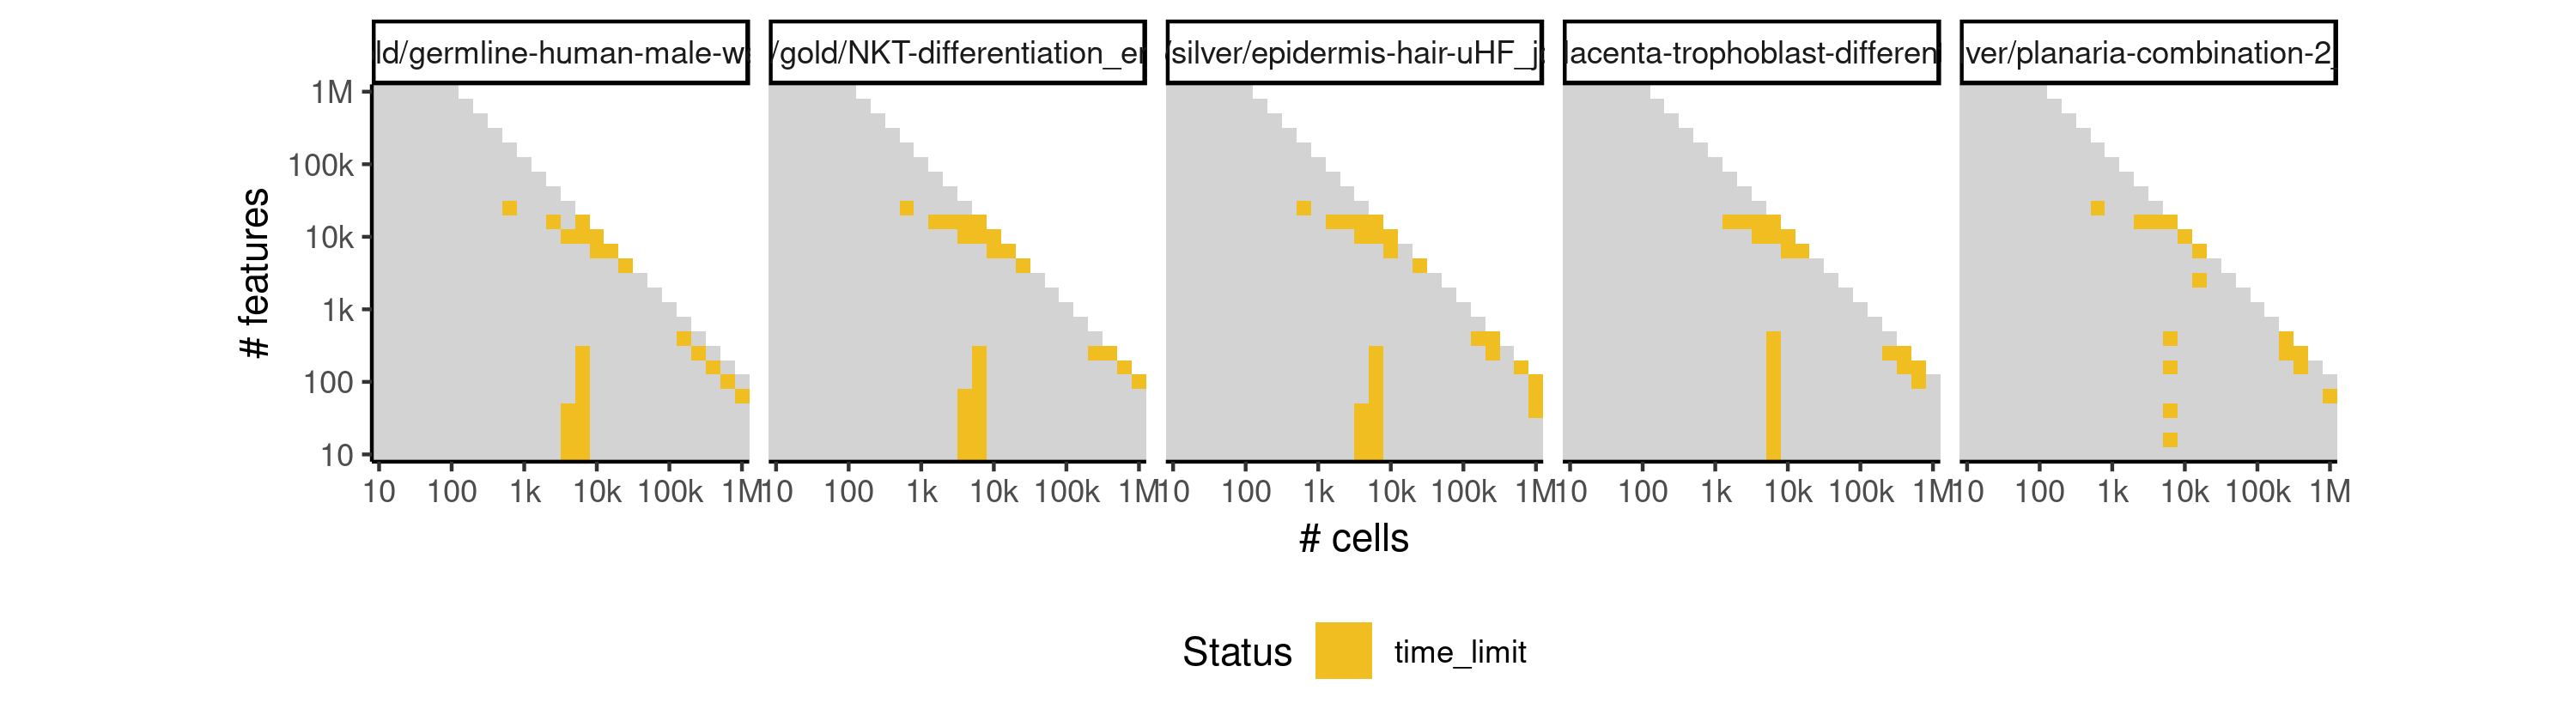 ld/germline-human-male-w
/gold/NKT-differentiation_e
/silver/epidermis-hair-uHF_j
lacenta-trophoblast-differen
ver/planaria-combination-2
# features
1M
100k
10k
1k
100
10
10 100 1k 10k 100k 1M
10 100 1k 10k 100k 1M
10 100 1k 10k 100k 1M
10 100 1k 10k 100k 1M
10 100 1k 10k 100k 1M
# cells
Status time_limit